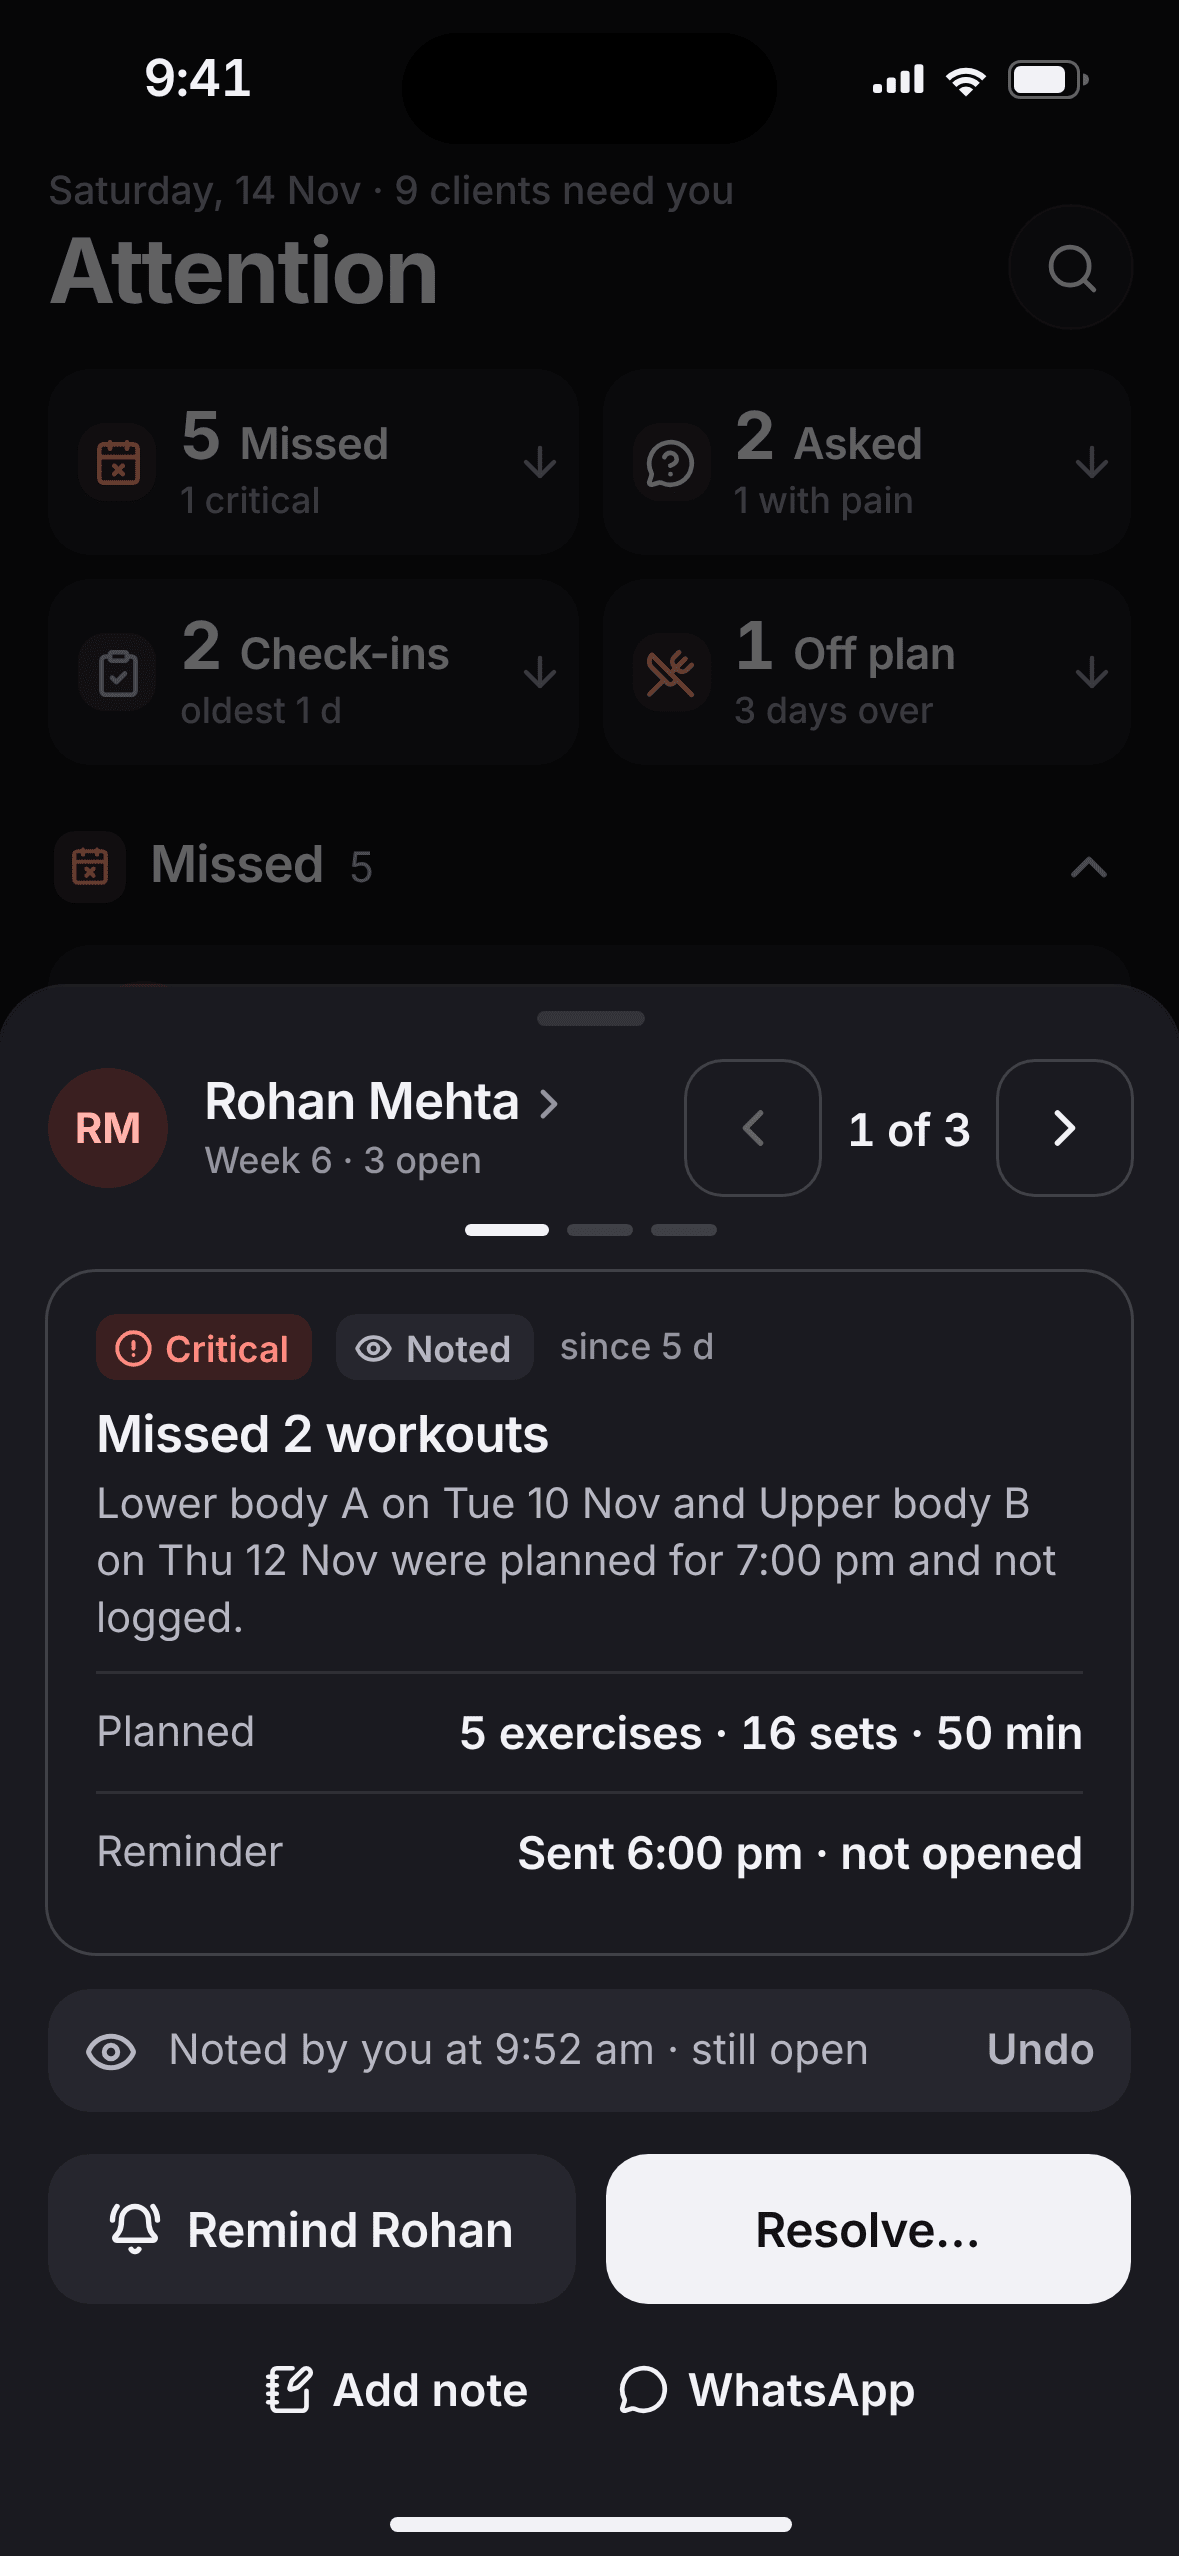 9:41
Saturday, 14 Nov · 9 clients need you
Attention
5 Missed
1 critical
2 Asked
1 with pain
2 Check-ins
oldest 1 d
1 Off plan
3 days over
Missed 5
RM
Rohan Mehta
Week 6 · 3 open
1 of 3
Critical
Noted
since 5 d
Missed 2 workouts
Lower body A on Tue 10 Nov and Upper body B
on Thu 12 Nov were planned for 7:00 pm and not
logged.
Planned
5 exercises · 16 sets · 50 min
Reminder
Sent 6:00 pm · not opened
Noted by you at 9:52 am · still open
Undo
Remind Rohan
Resolve...
Add note
WhatsApp